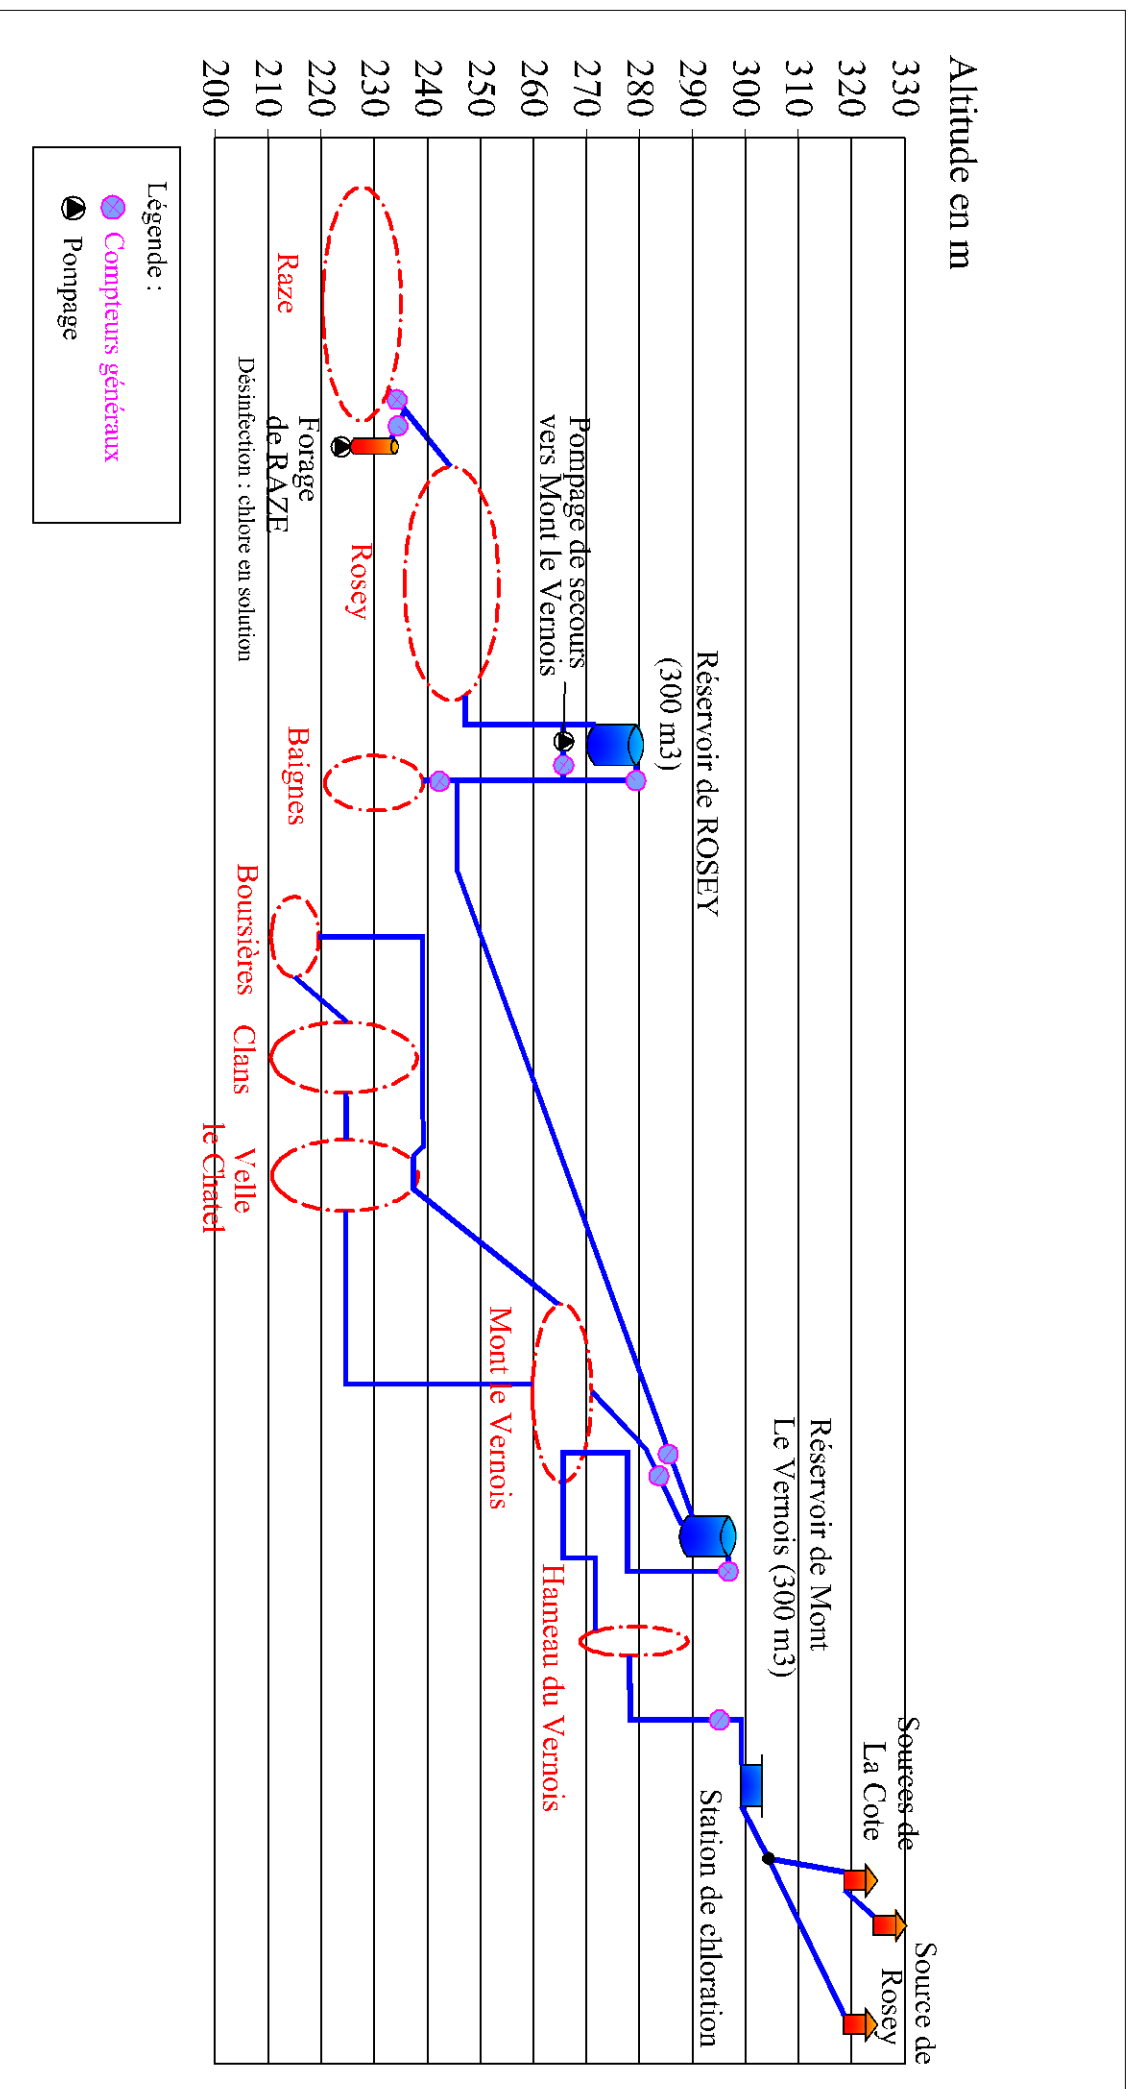 Altitude en m
330
320
310
300
290
280
270
260
250
240
230
220
210
200
Sources de
La Cote
Source de
Rosey
Réservoir de Mont
Le Vernois (300 m3)
Station de chloration
Réservoir de ROSEY
(300 m3)
Pompage de secours
vers Mont le Vernois
Hameau du Vernois
Mont le Vernois
Rosey
Raze
Forage
de RAZE
Désinfection : chlore en solution
Baignes
Boursières
Clans
Velle
le Chatel
Légende :
Compteurs généraux
Pompage